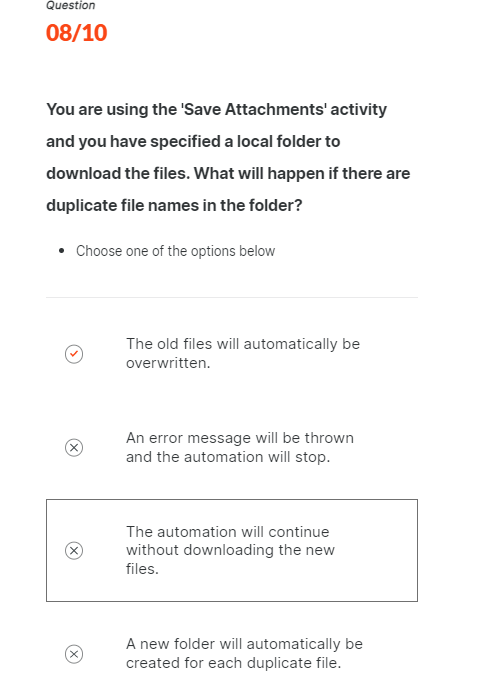 Question
08/10
You are using the 'Save Attachments' activity
and you have specified a local folder to
download the files. What will happen if there are
duplicate file names in the folder?
• Choose one of the options below
The old files will automatically be
overwritten.
An error message will be thrown
and the automation will stop.
The automation will continue
without downloading the new
files.
A new folder will automatically be
created for each duplicate file.